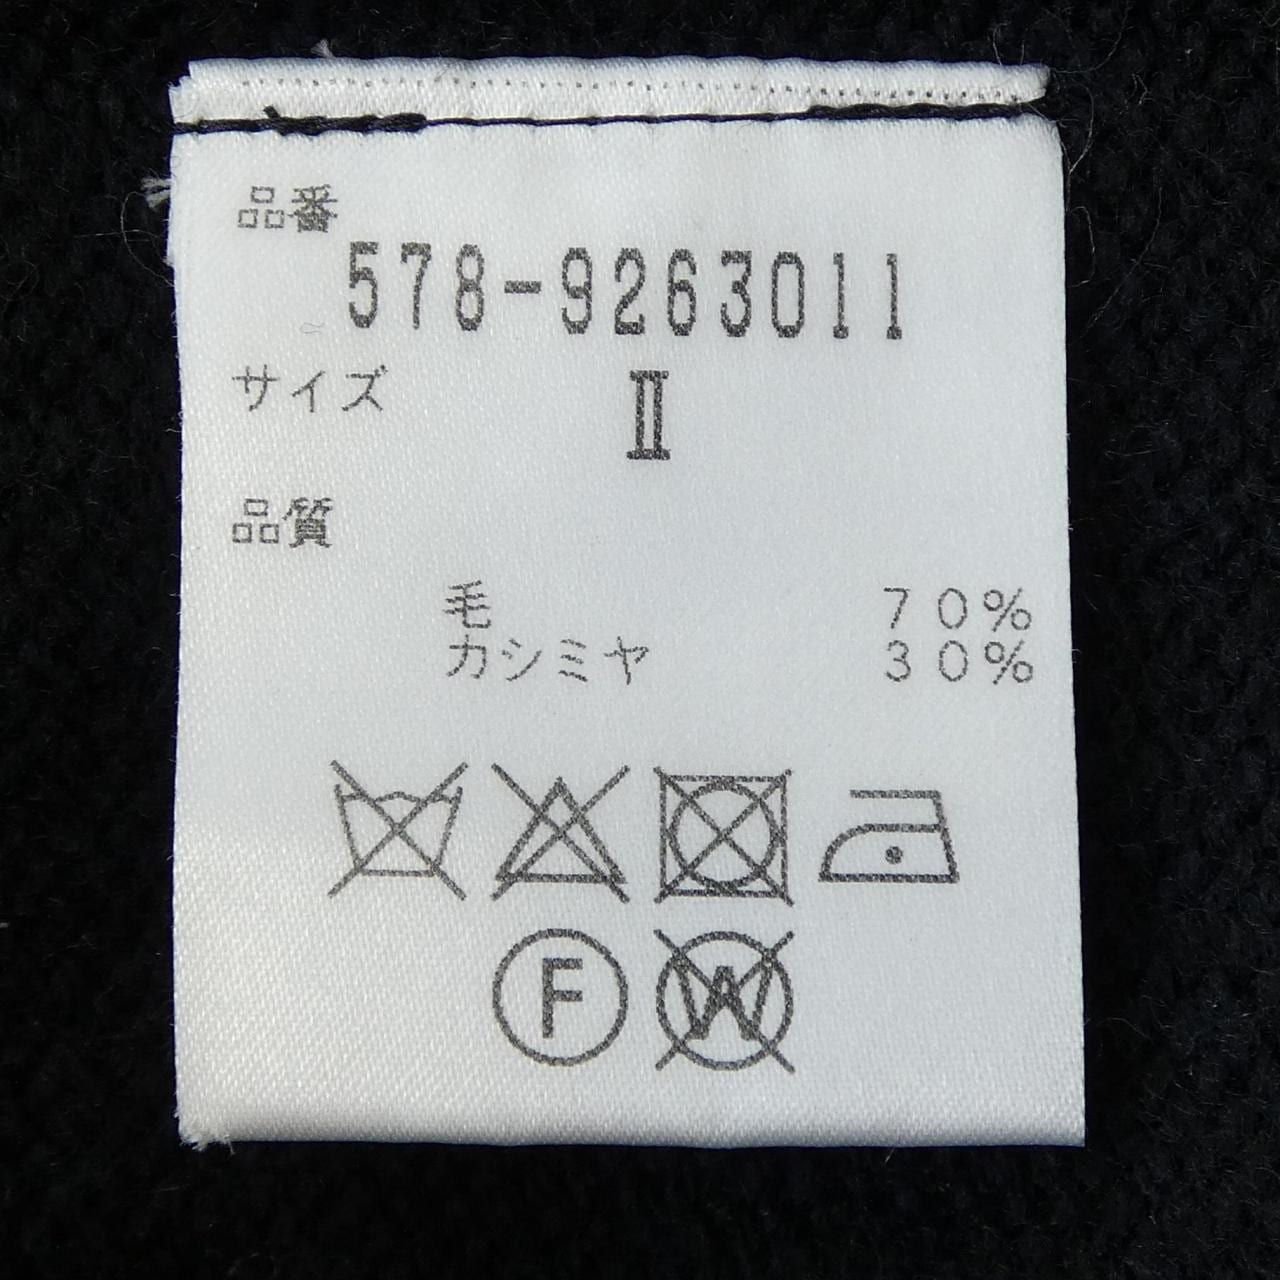 品番
578-9263011
サイズ Ⅱ
品質
毛 70%
カシミヤ 30%
F W